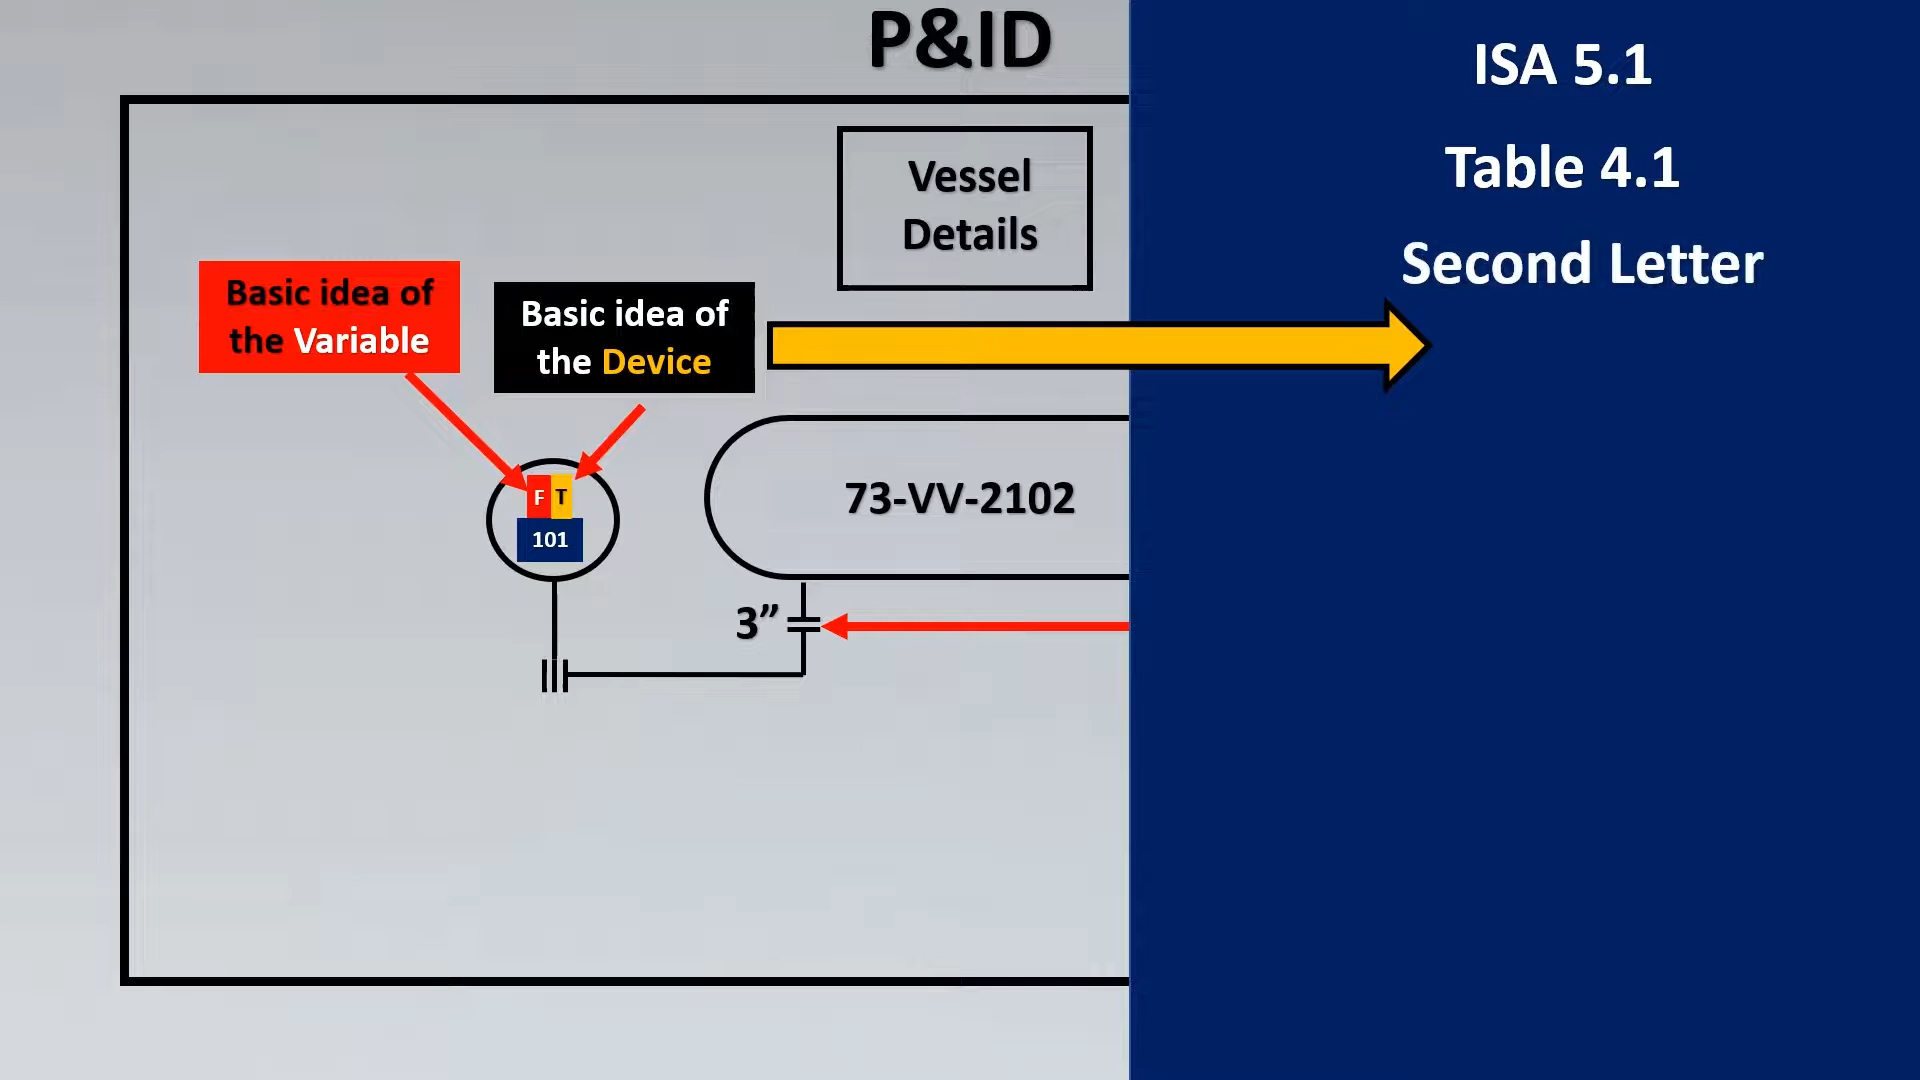 P&ID
ISA 5.1
Table 4.1
Second Letter
Vessel
Details
Basic idea of
the Variable
Basic idea of
the Device
F T
101
73-VV-2102
3”